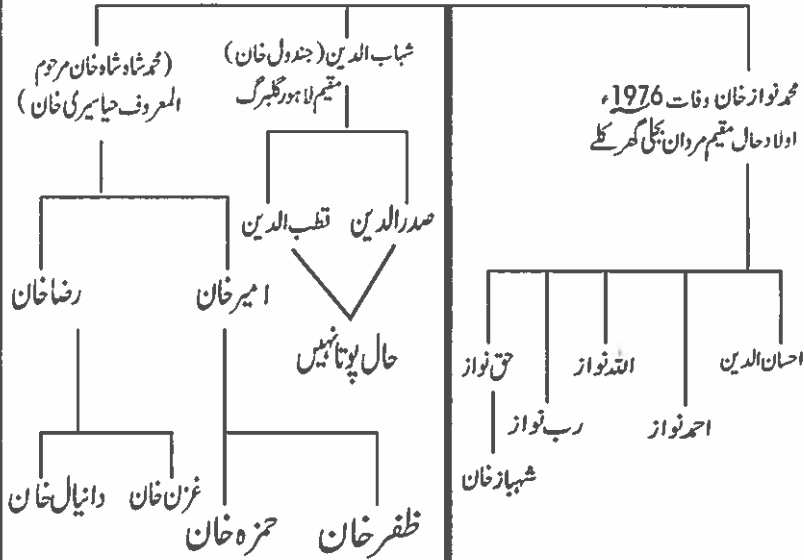 محمد نواز خان وفات 1976ء
اولاد حال مقیم مردان بجلی گھر کلے
احسان الدین
احمد نواز
اللہ نواز
رب نواز
حق نواز
شہباز خان
شہاب الدین (جندول خان)
مقیم لاہور گلبرگ
صدر الدین
قطب الدین
حال پوتا نہیں
(محمد شاہ شاہ خان مرحوم
المعروف حیاسیری خان)
امیر خان
رضا خان
ظفر خان
حمزہ خان
غزن خان
دانیال خان